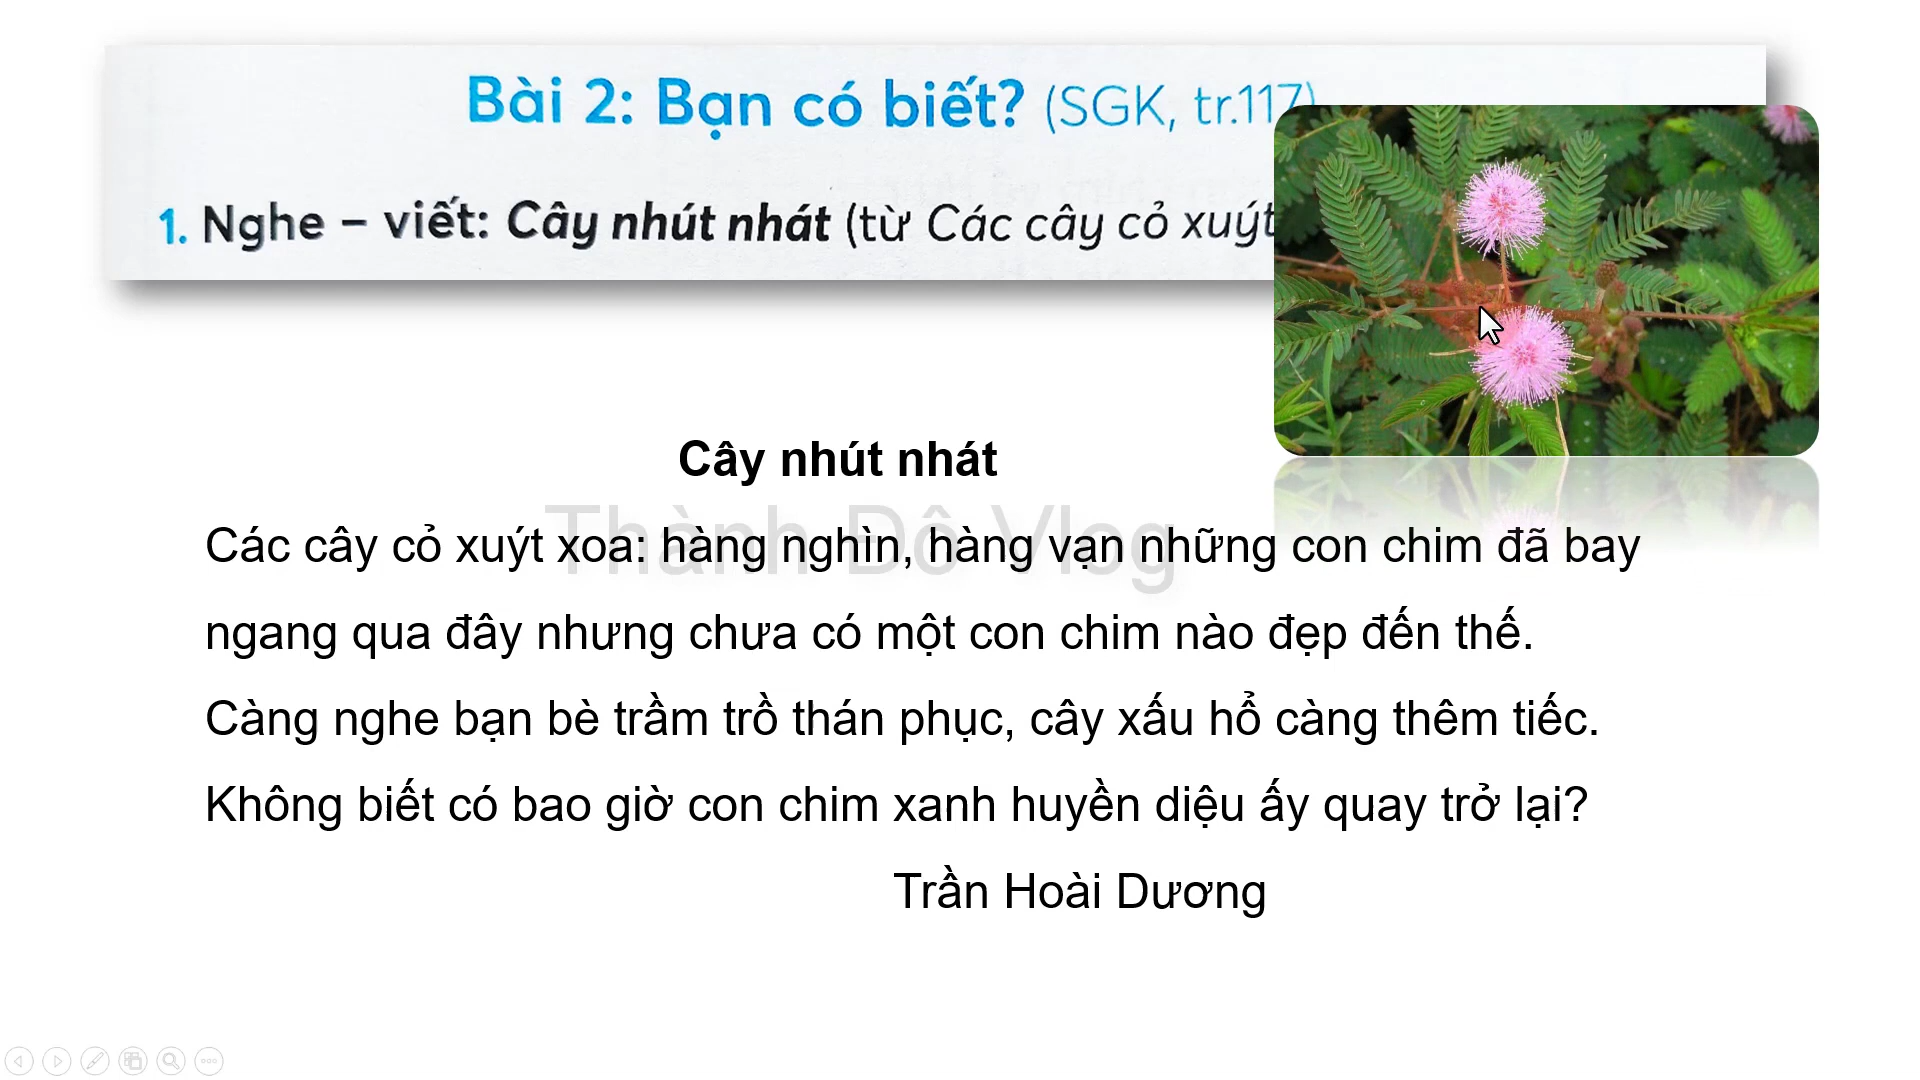 Bài 2: Bạn có biết? (SGK, tr.117)
1. Nghe – viết: Cây nhút nhát (từ Các cây cỏ xuýt
Cây nhút nhát
Thành Đô Vlog
Các cây cỏ xuýt xoa: hàng nghìn, hàng vạn những con chim đã bay
ngang qua đây nhưng chưa có một con chim nào đẹp đến thế.
Càng nghe bạn bè trầm trồ thán phục, cây xấu hổ càng thêm tiếc.
Không biết có bao giờ con chim xanh huyền diệu ấy quay trở lại?
Trần Hoài Dương